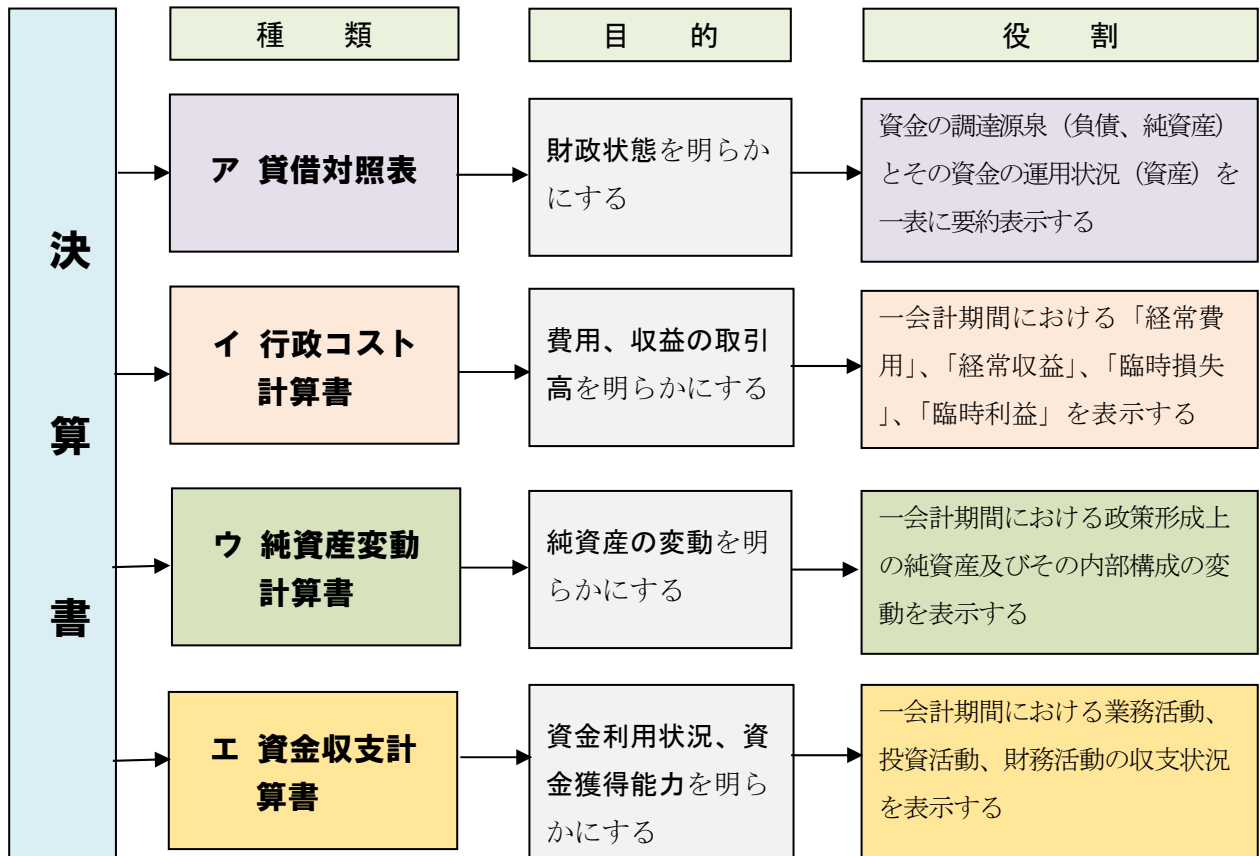 決算書
種類
目的
役割
ア 貸借対照表
財政状態を明らか
にする
資金の調達源泉（負債、純資産）
とその資金の運用状況（資産）を
一表に要約表示する
イ 行政コスト
計算書
費用、収益の取引
高を明らかにする
一会計期間における「経常費
用」、「経常収益」、「臨時損失
」、「臨時利益」を表示する
ウ 純資産変動
計算書
純資産の変動を明
らかにする
一会計期間における政策形成上
の純資産及びその内部構成の変
動を表示する
エ 資金収支計
算書
資金利用状況、資
金獲得能力を明ら
かにする
一会計期間における業務活動、
投資活動、財務活動の収支状況
を表示する